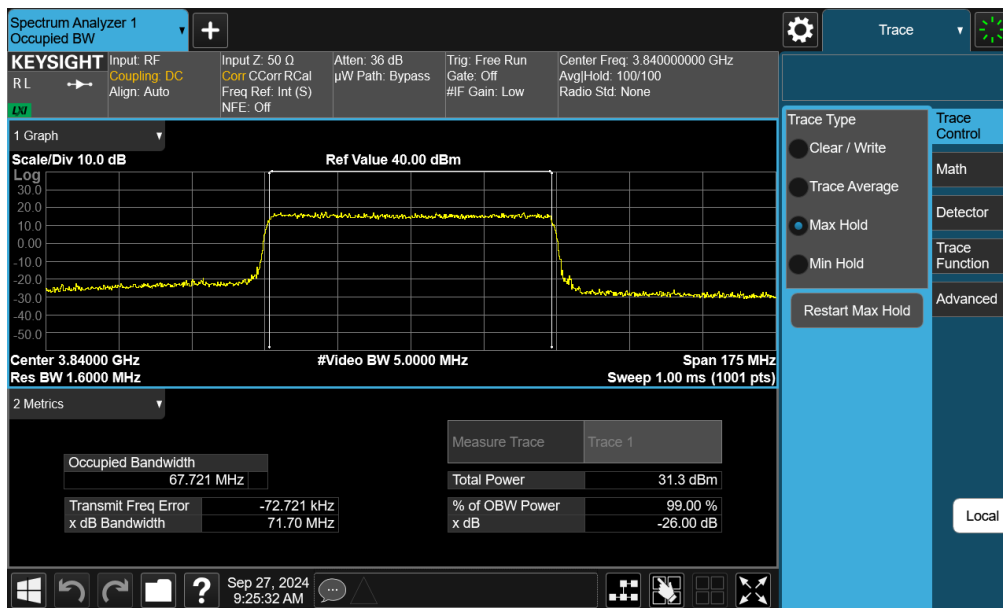 Spectrum Analyzer 1
Occupied BW
Trace
KEYSIGHT
R L
LXI
Input: RF
Coupling: DC
Align: Auto
Input Z: 50 Ω
Corr CCorr RCal
Freq Ref: Int (S)
NFE: Off
Atten: 36 dB
µW Path: Bypass
Trig: Free Run
Gate: Off
#IF Gain: Low
Center Freq: 3.840000000 GHz
Avg|Hold: 100/100
Radio Std: None
1 Graph
Scale/Div 10.0 dB
Ref Value 40.00 dBm
Log
30.0
20.0
10.0
0.00
-10.0
-20.0
-30.0
-40.0
-50.0
Center 3.84000 GHz
#Video BW 5.0000 MHz
Span 175 MHz
Res BW 1.6000 MHz
Sweep 1.00 ms (1001 pts)
2 Metrics
Measure Trace
Trace 1
Occupied Bandwidth
67.721 MHz
Total Power
31.3 dBm
Transmit Freq Error
-72.721 kHz
% of OBW Power
99.00 %
x dB Bandwidth
71.70 MHz
x dB
-26.00 dB
Trace Type
Clear / Write
Trace Average
Max Hold
Min Hold
Restart Max Hold
Trace
Control
Math
Detector
Trace
Function
Advanced
Local
?
Sep 27, 2024
9:25:32 AM